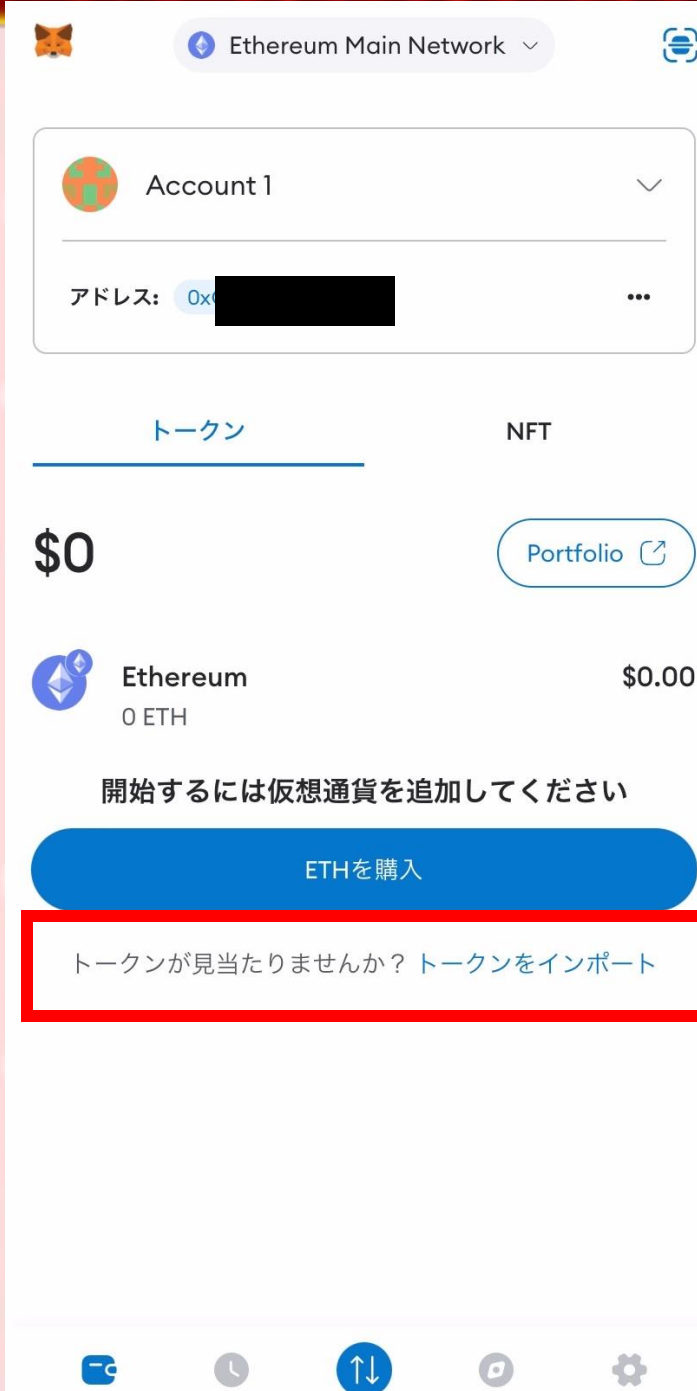 Ethereum Main Network
Account 1
アドレス: 0x
トークン
NFT
$0
Portfolio
Ethereum
$0.00
0 ETH
開始するには仮想通貨を追加してください
ETHを購入
トークンが見当たりませんか？ トークンをインポート